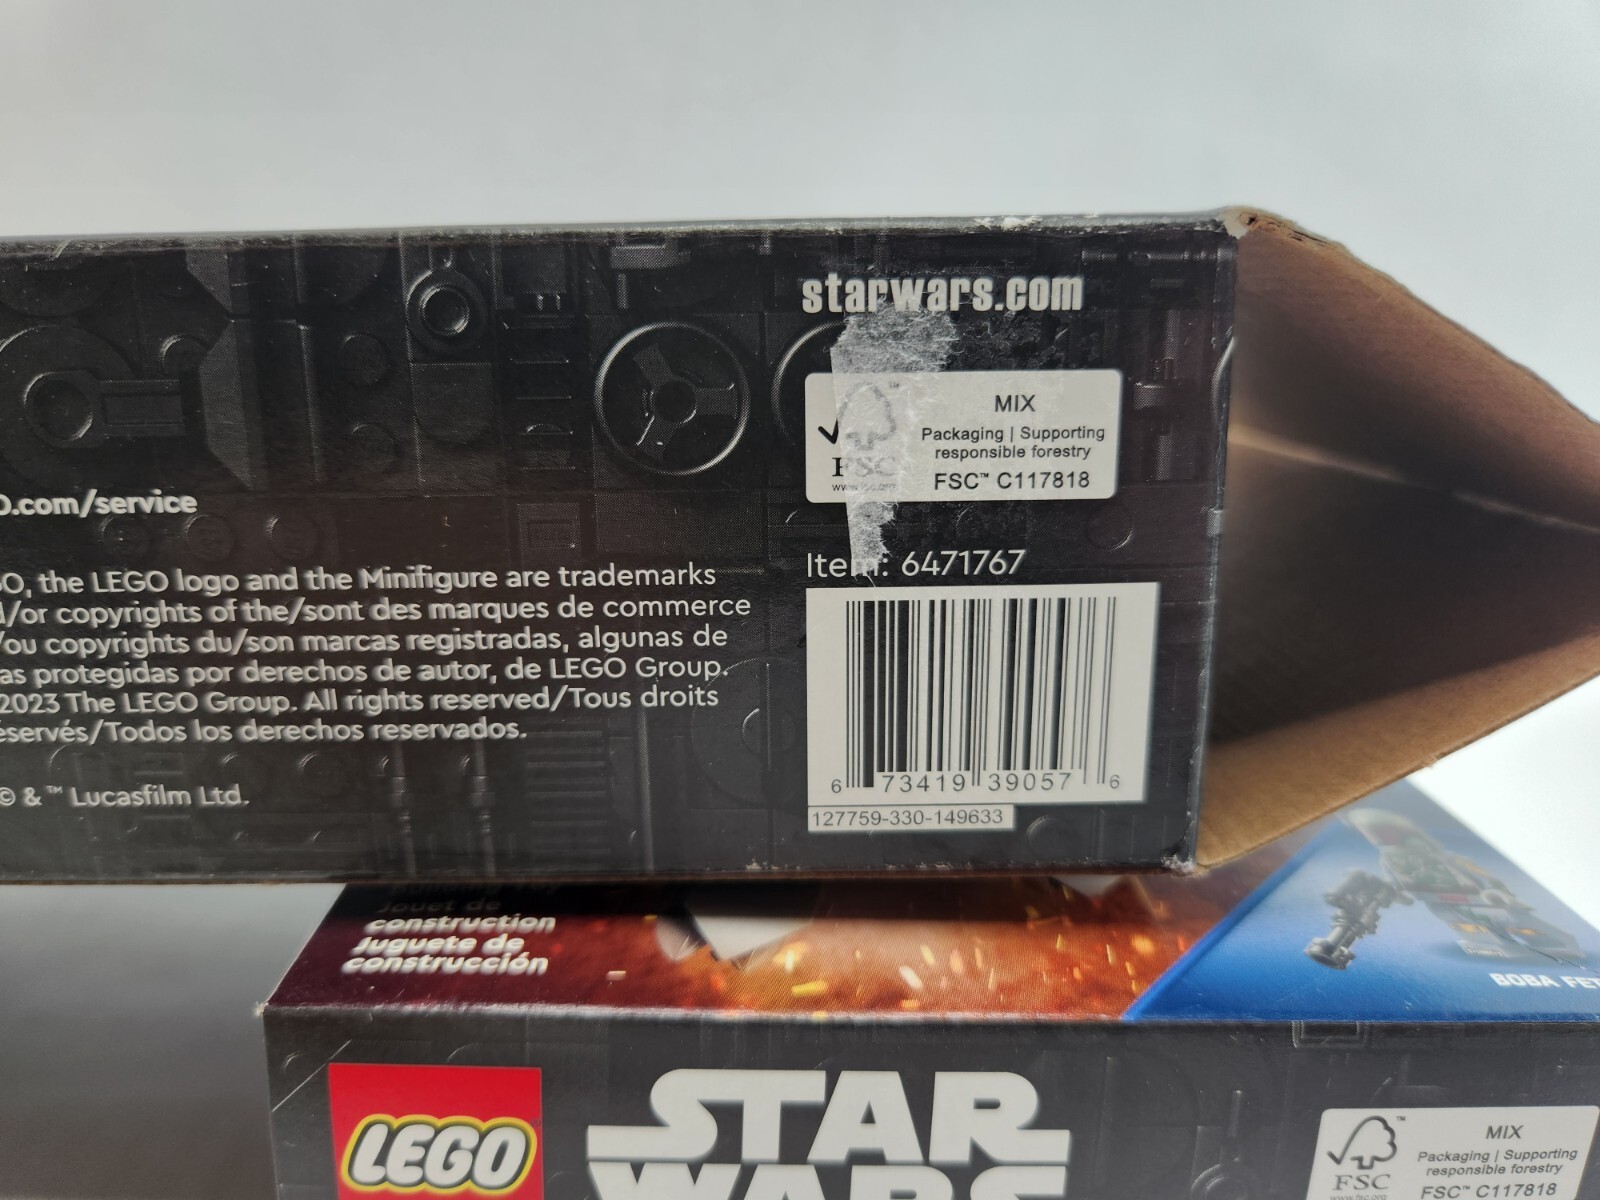 starwars.com
MIX
Packaging | Supporting
responsible forestry
FSC™ C117818
FSC
.com/service
Item: 6471767
, the LEGO logo and the Minifigure are trademarks
/or copyrights of the/sont des marques de commerce
/ou copyrights du/son marcas registradas, algunas de
as protegidas por derechos de autor, de LEGO Group.
2023 The LEGO Group. All rights reserved/Tous droits
servés/Todos los derechos reservados.
© & ™ Lucasfilm Ltd.
6 73419 39057 6
127759-330-149633
Jouet de
construction
Juguete de
construcción
BOBA FET
LEGO
STAR
WARS
MIX
Packaging | Supporting
responsible forestry
FSC
FSC™ C117818